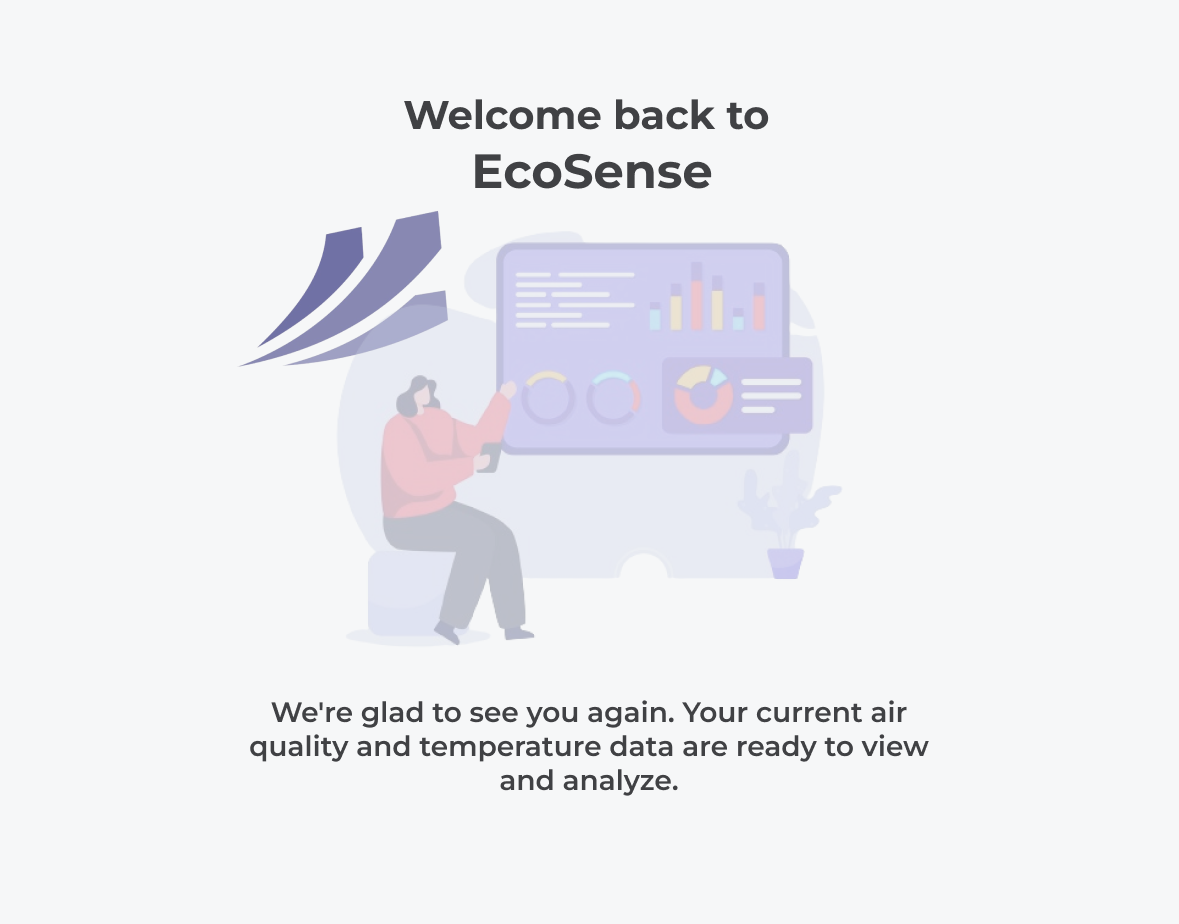 Welcome back to
EcoSense
We're glad to see you again. Your current air
quality and temperature data are ready to view
and analyze.